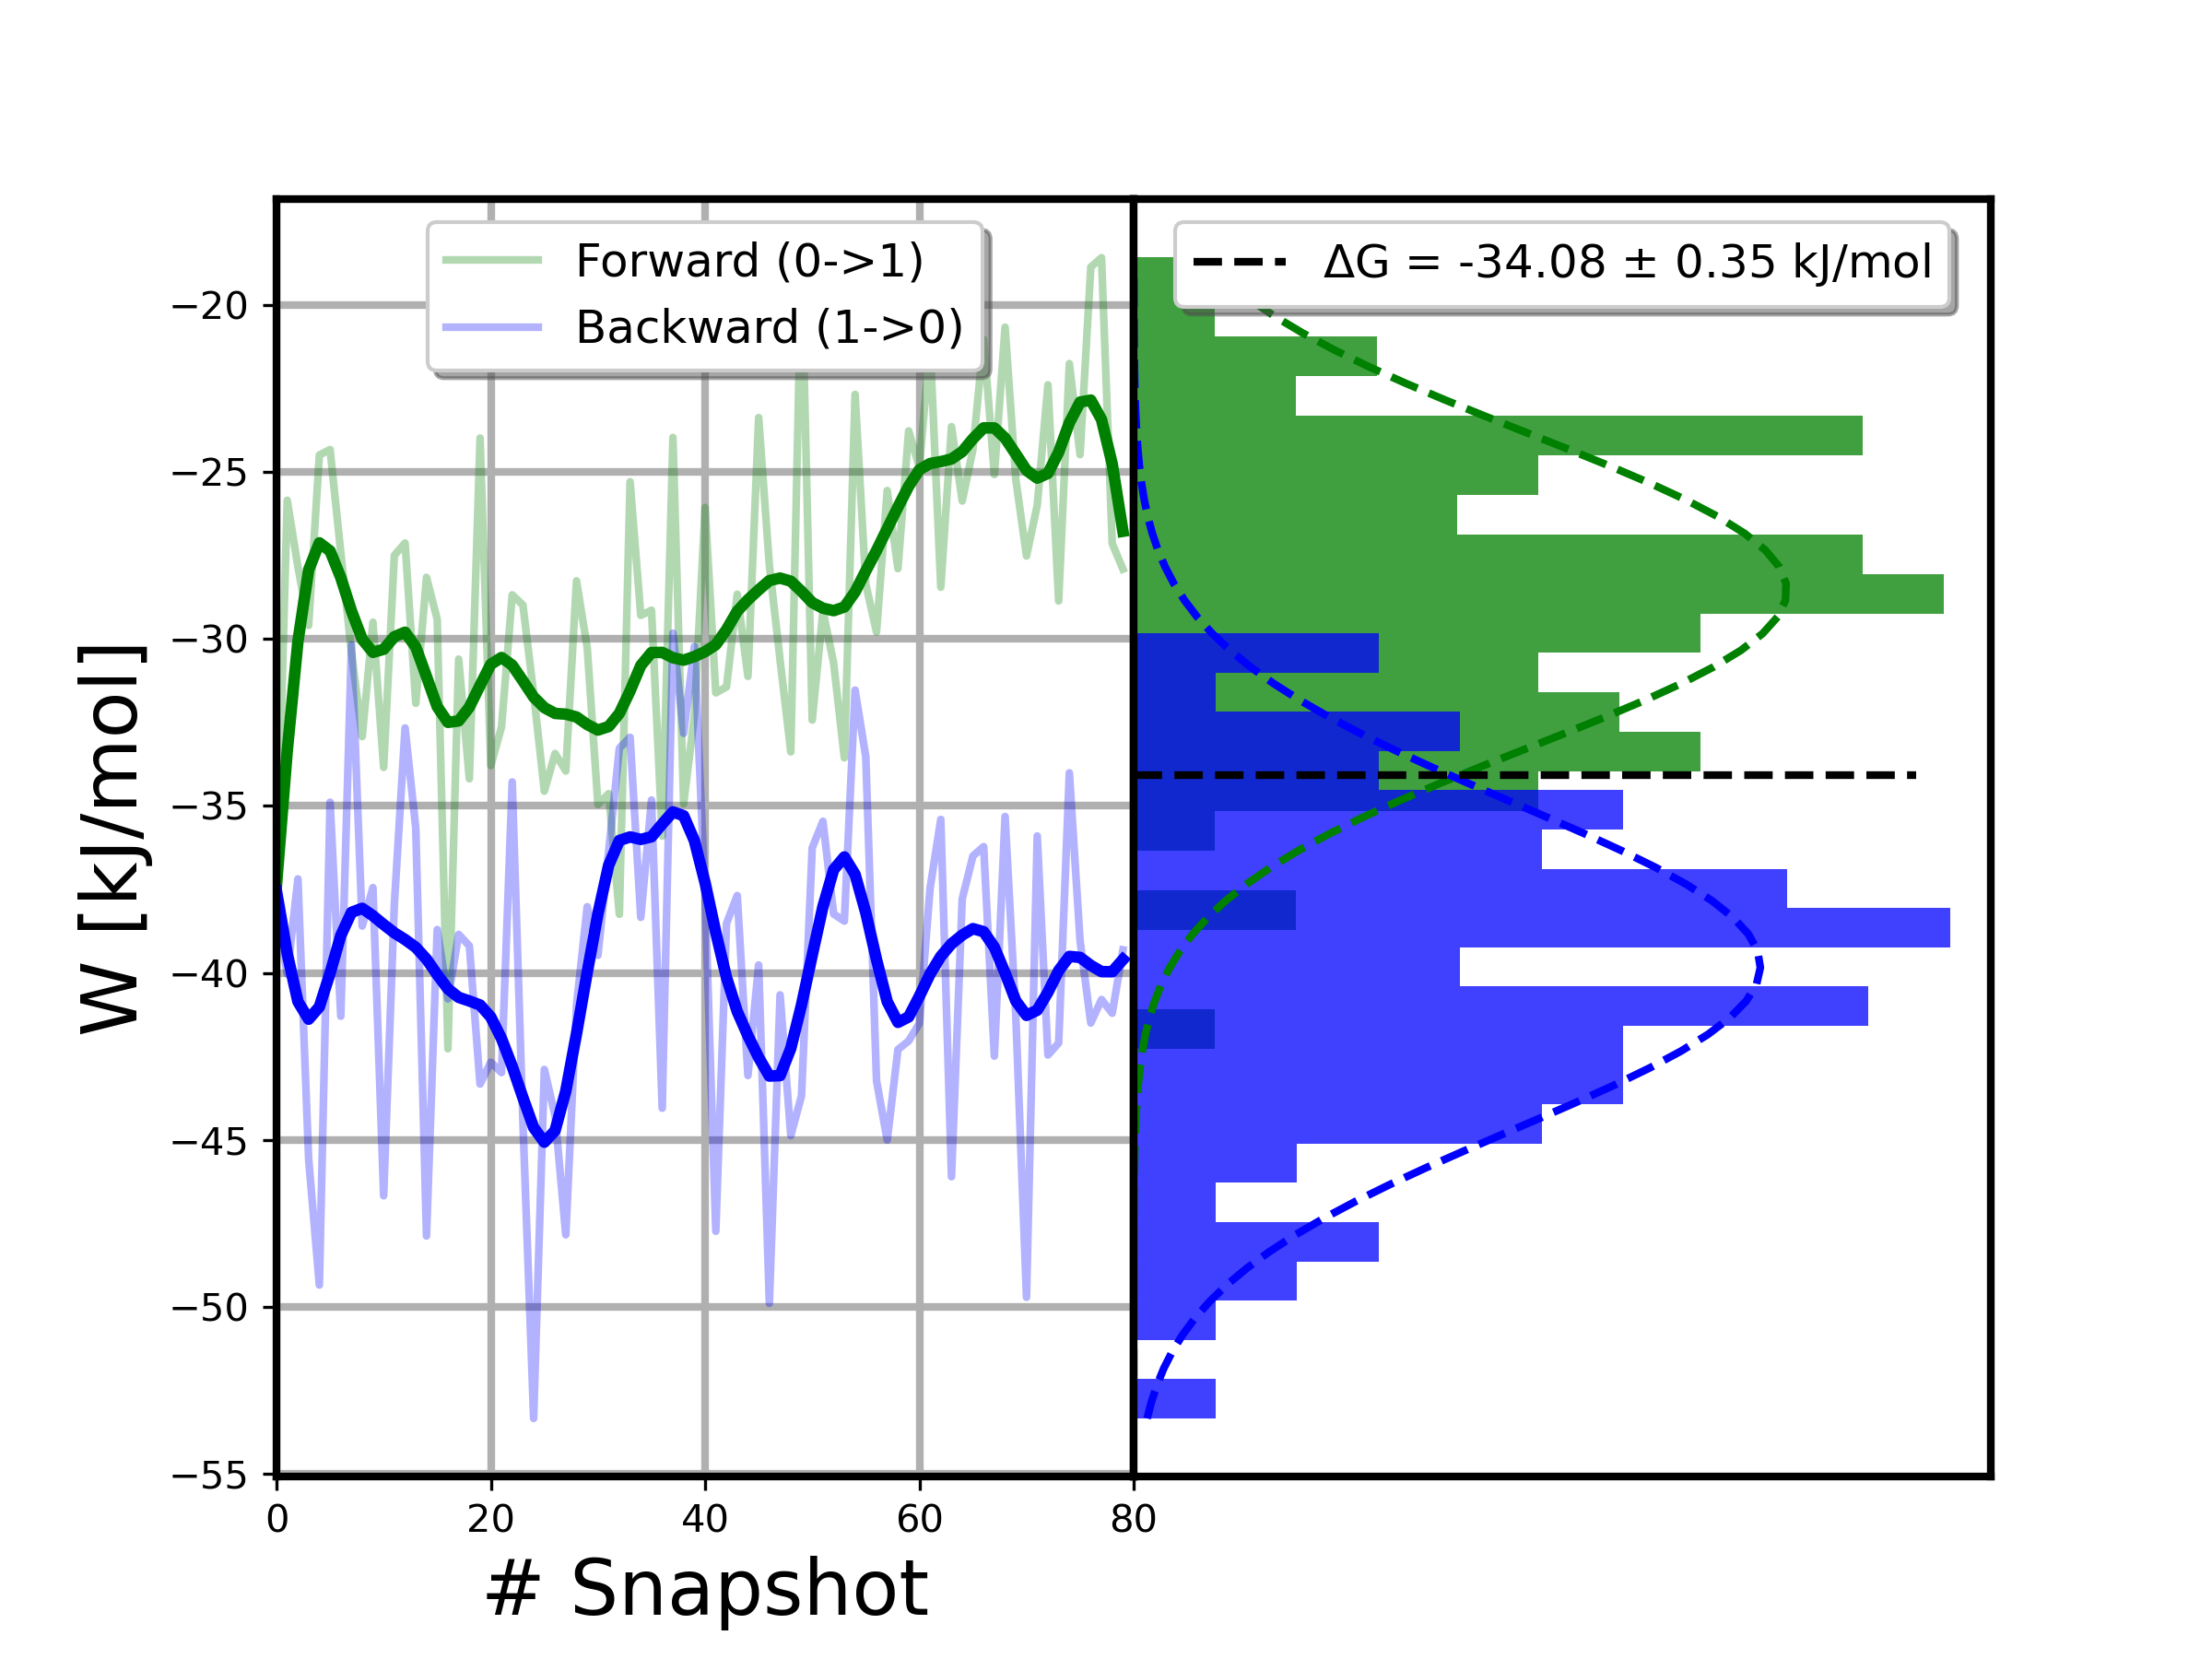 Forward (0->1)
Backward (1->0)
ΔG = -34.08 ± 0.35 kJ/mol
−20
−25
−30
−35
−40
−45
−50
−55
W [kJ/mol]
0 20 40 60 80
# Snapshot